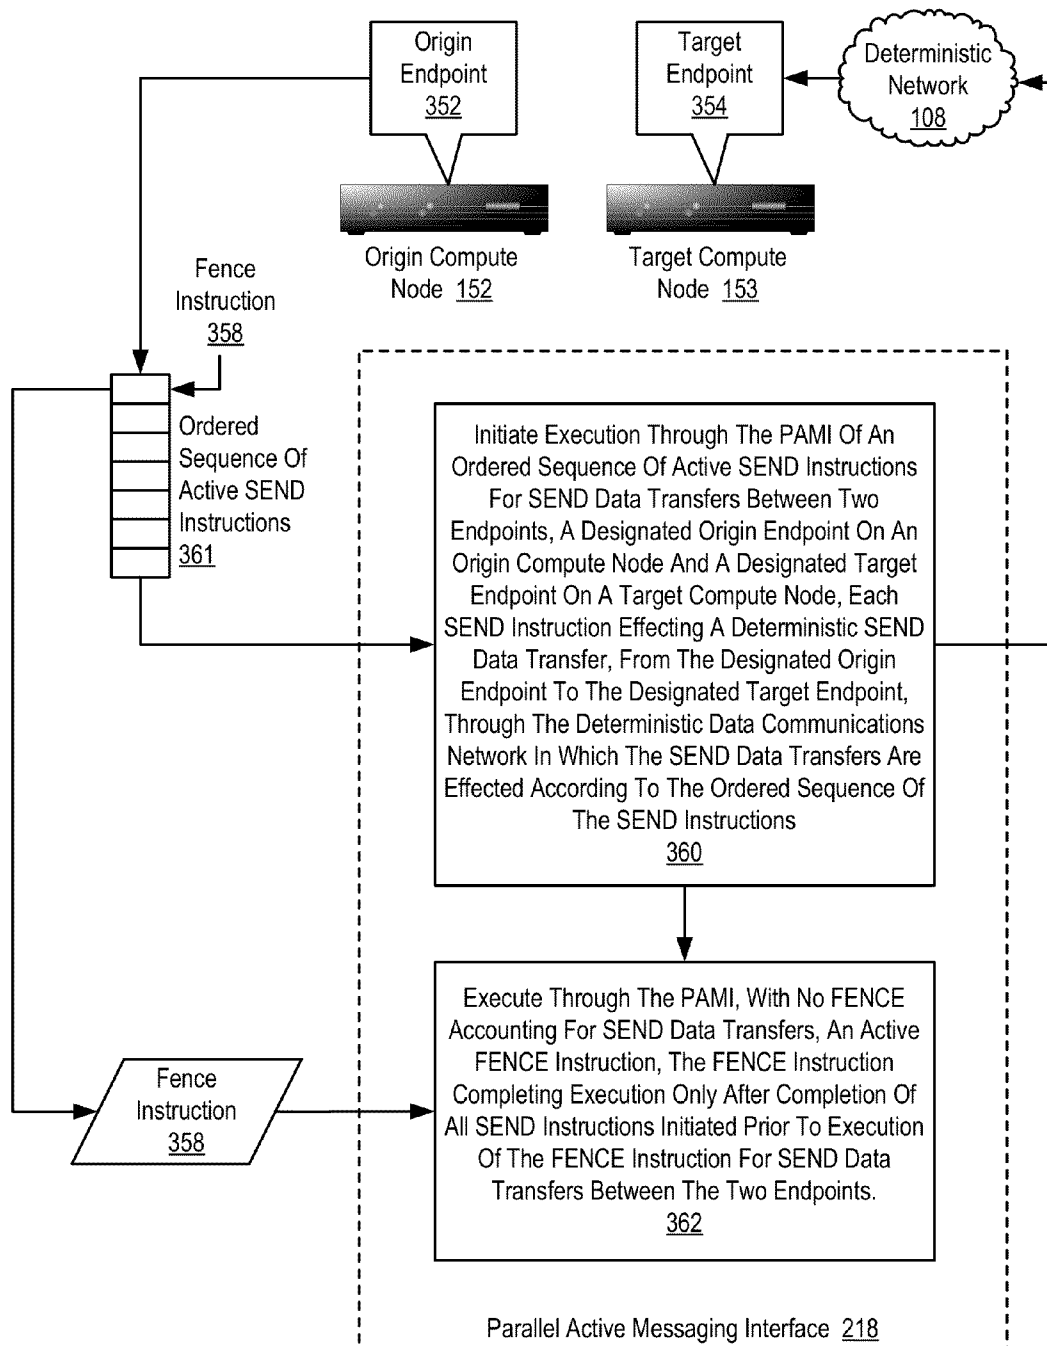 Origin
Endpoint
352
Target
Endpoint
354
Deterministic
Network
108
Origin Compute
Node 152
Target Compute
Node 153
Fence
Instruction
358
Ordered
Sequence Of
Active SEND
Instructions
361
Initiate Execution Through The PAMI Of An
Ordered Sequence Of Active SEND Instructions
For SEND Data Transfers Between Two
Endpoints, A Designated Origin Endpoint On An
Origin Compute Node And A Designated Target
Endpoint On A Target Compute Node, Each
SEND Instruction Effecting A Deterministic SEND
Data Transfer, From The Designated Origin
Endpoint To The Designated Target Endpoint,
Through The Deterministic Data Communications
Network In Which The SEND Data Transfers Are
Effected According To The Ordered Sequence Of
The SEND Instructions
360
Execute Through The PAMI, With No FENCE
Accounting For SEND Data Transfers, An Active
FENCE Instruction, The FENCE Instruction
Completing Execution Only After Completion Of
All SEND Instructions Initiated Prior To Execution
Of The FENCE Instruction For SEND Data
Transfers Between The Two Endpoints.
362
Fence
Instruction
358
Parallel Active Messaging Interface 218